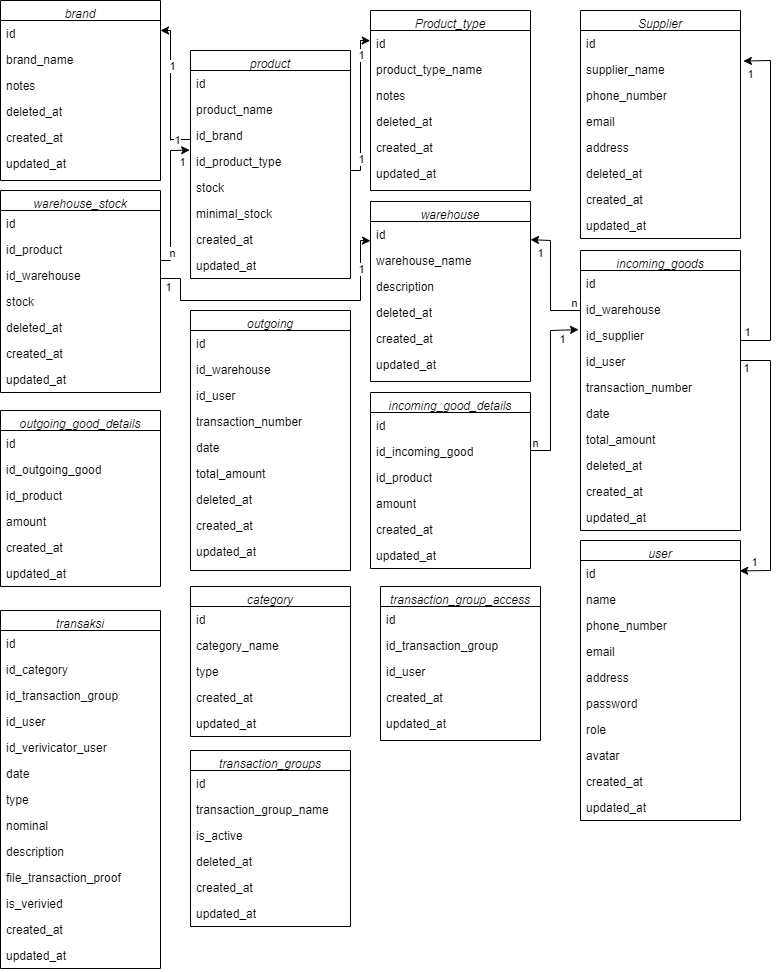 brand
id
brand_name
notes
deleted_at
created_at
updated_at
product
id
product_name
id_brand
id_product_type
stock
minimal_stock
created_at
updated_at
Product_type
id
product_type_name
notes
deleted_at
created_at
updated_at
Supplier
id
supplier_name
phone_number
email
address
deleted_at
created_at
updated_at
1
1
1
1
1
1
n
1
1
warehouse_stock
id
id_product
id_warehouse
stock
deleted_at
created_at
updated_at
warehouse
id
warehouse_name
description
deleted_at
created_at
updated_at
incoming_goods
id
id_warehouse
id_supplier
id_user
transaction_number
date
total_amount
deleted_at
created_at
updated_at
1
1
n
1
1
1
n
1
outgoing
id
id_warehouse
id_user
transaction_number
date
total_amount
deleted_at
created_at
updated_at
outgoing_good_details
id
id_outgoing_good
id_product
amount
created_at
updated_at
incoming_good_details
id
id_incoming_good
id_product
amount
created_at
updated_at
user
id
name
phone_number
email
address
password
role
avatar
created_at
updated_at
transaksi
id
id_category
id_transaction_group
id_user
id_verivicator_user
date
type
nominal
description
file_transaction_proof
is_verivied
created_at
updated_at
category
id
category_name
type
created_at
updated_at
transaction_group_access
id
id_transaction_group
id_user
created_at
updated_at
transaction_groups
id
transaction_group_name
is_active
deleted_at
created_at
updated_at